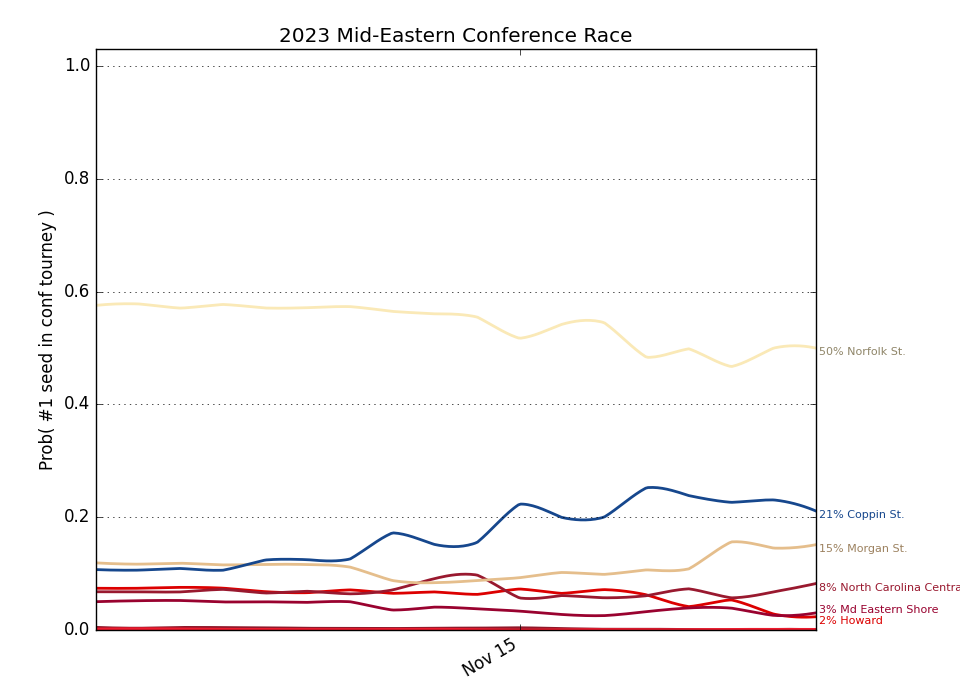 2023 Mid-Eastern Conference Race
Prob( #1 seed in conf tourney )
1.0
0.8
0.6
0.4
0.2
0.0
Nov 15
50% Norfolk St.
21% Coppin St.
15% Morgan St.
8% North Carolina Centra
3% Md Eastern Shore
2% Howard